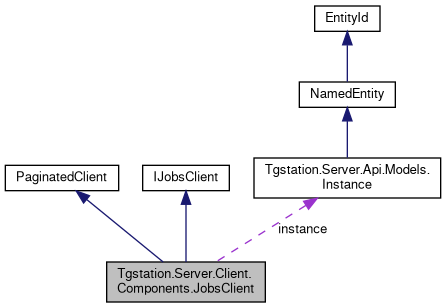 EntityId
NamedEntity
PaginatedClient
IJobsClient
Tgstation.Server.Api.Models.
Instance
instance
Tgstation.Server.Client.
Components.JobsClient